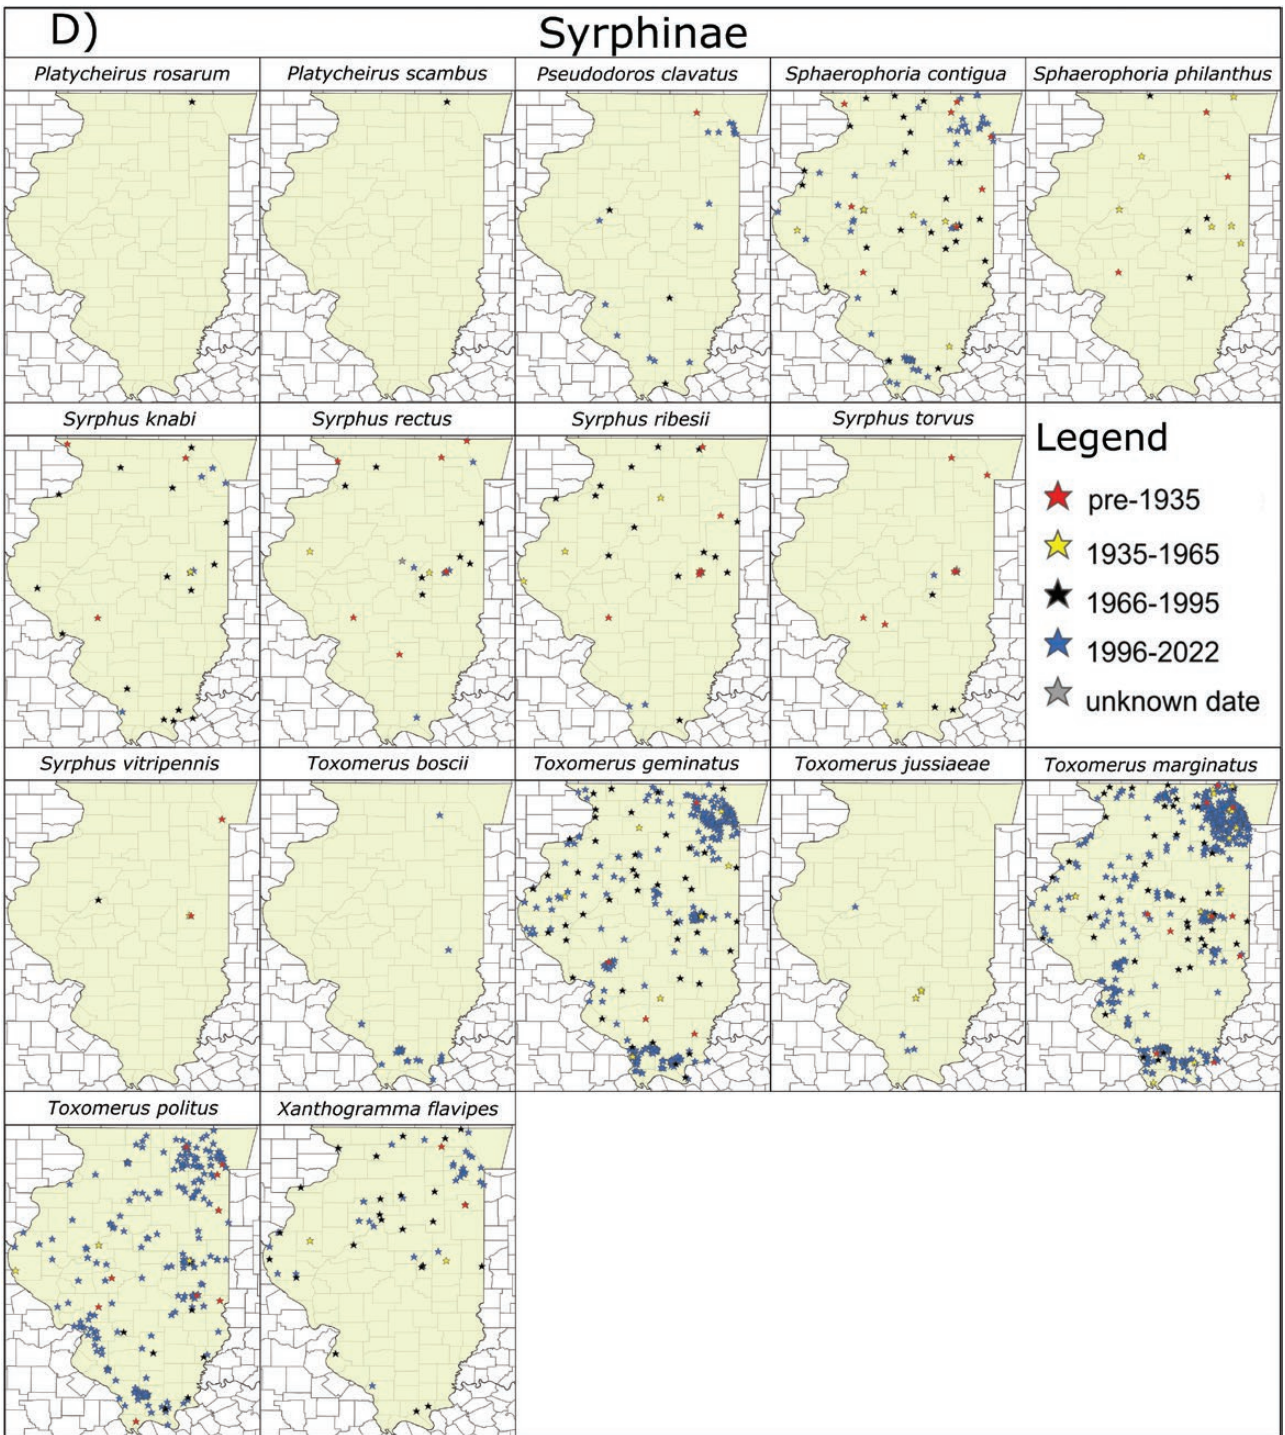 D)
Syrphinae
Platycheirus rosarum
Platycheirus scambus
Pseudodoros clavatus
Sphaerophoria contigua
Sphaerophoria philanthus
Syrphus knabi
Syrphus rectus
Syrphus ribesii
Syrphus torvus
Legend
pre-1935
1935-1965
1966-1995
1996-2022
unknown date
Syrphus vitripennis
Toxomerus boscii
Toxomerus geminatus
Toxomerus jussiaeae
Toxomerus marginatus
Toxomerus politus
Xanthogramma flavipes